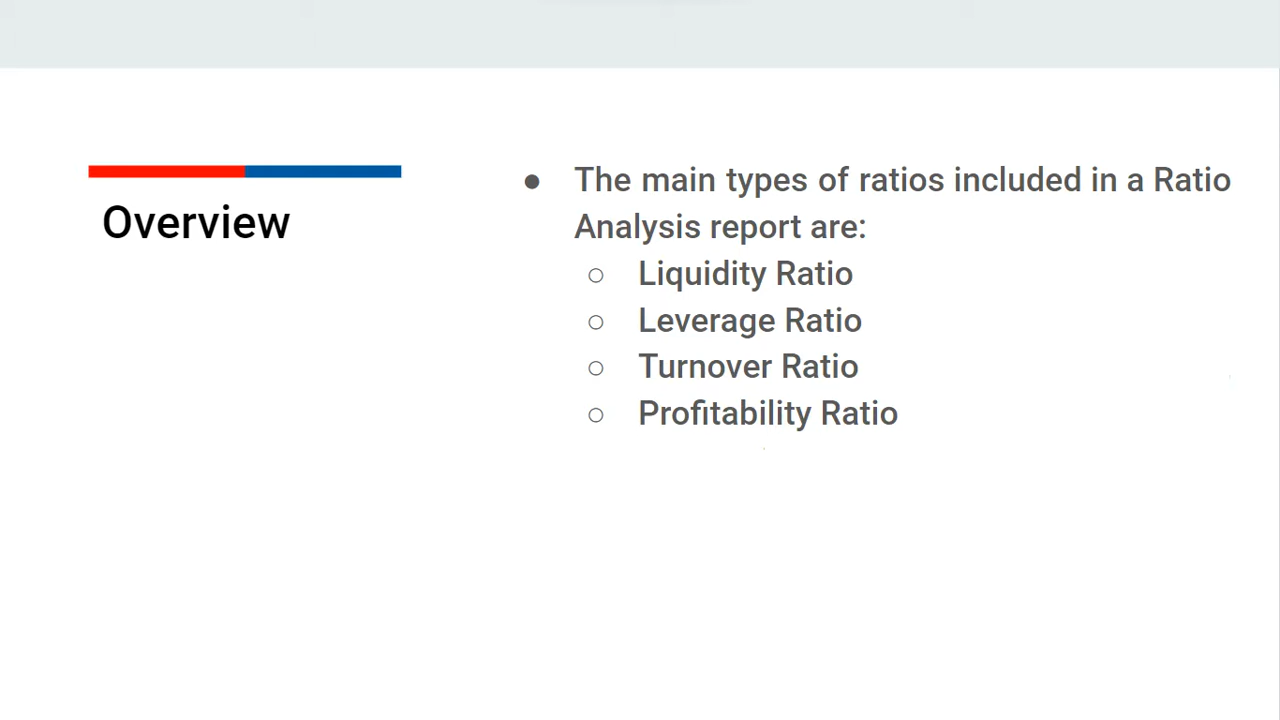 Overview
● The main types of ratios included in a Ratio
Analysis report are:
○ Liquidity Ratio
○ Leverage Ratio
○ Turnover Ratio
○ Profitability Ratio